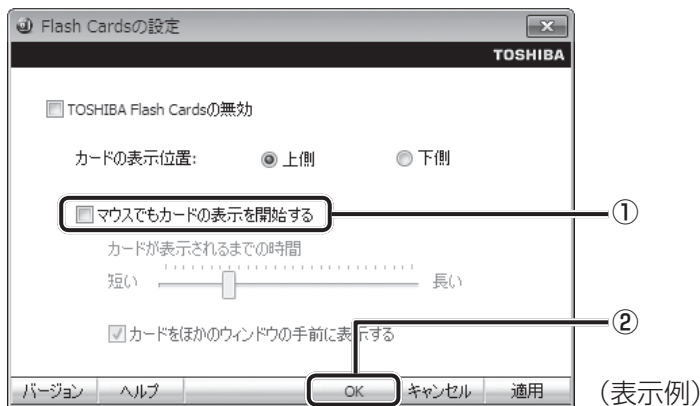 Flash Cardsの設定
TOSHIBA
TOSHIBA Flash Cardsの無効
カードの表示位置: 上側 下側
マウスでもカードの表示を開始する ①
カードが表示されるまでの時間
短い 長い
②
カードをほかのウィンドウの手前に表示する
バージョン ヘルプ OK キャンセル 適用 (表示例)